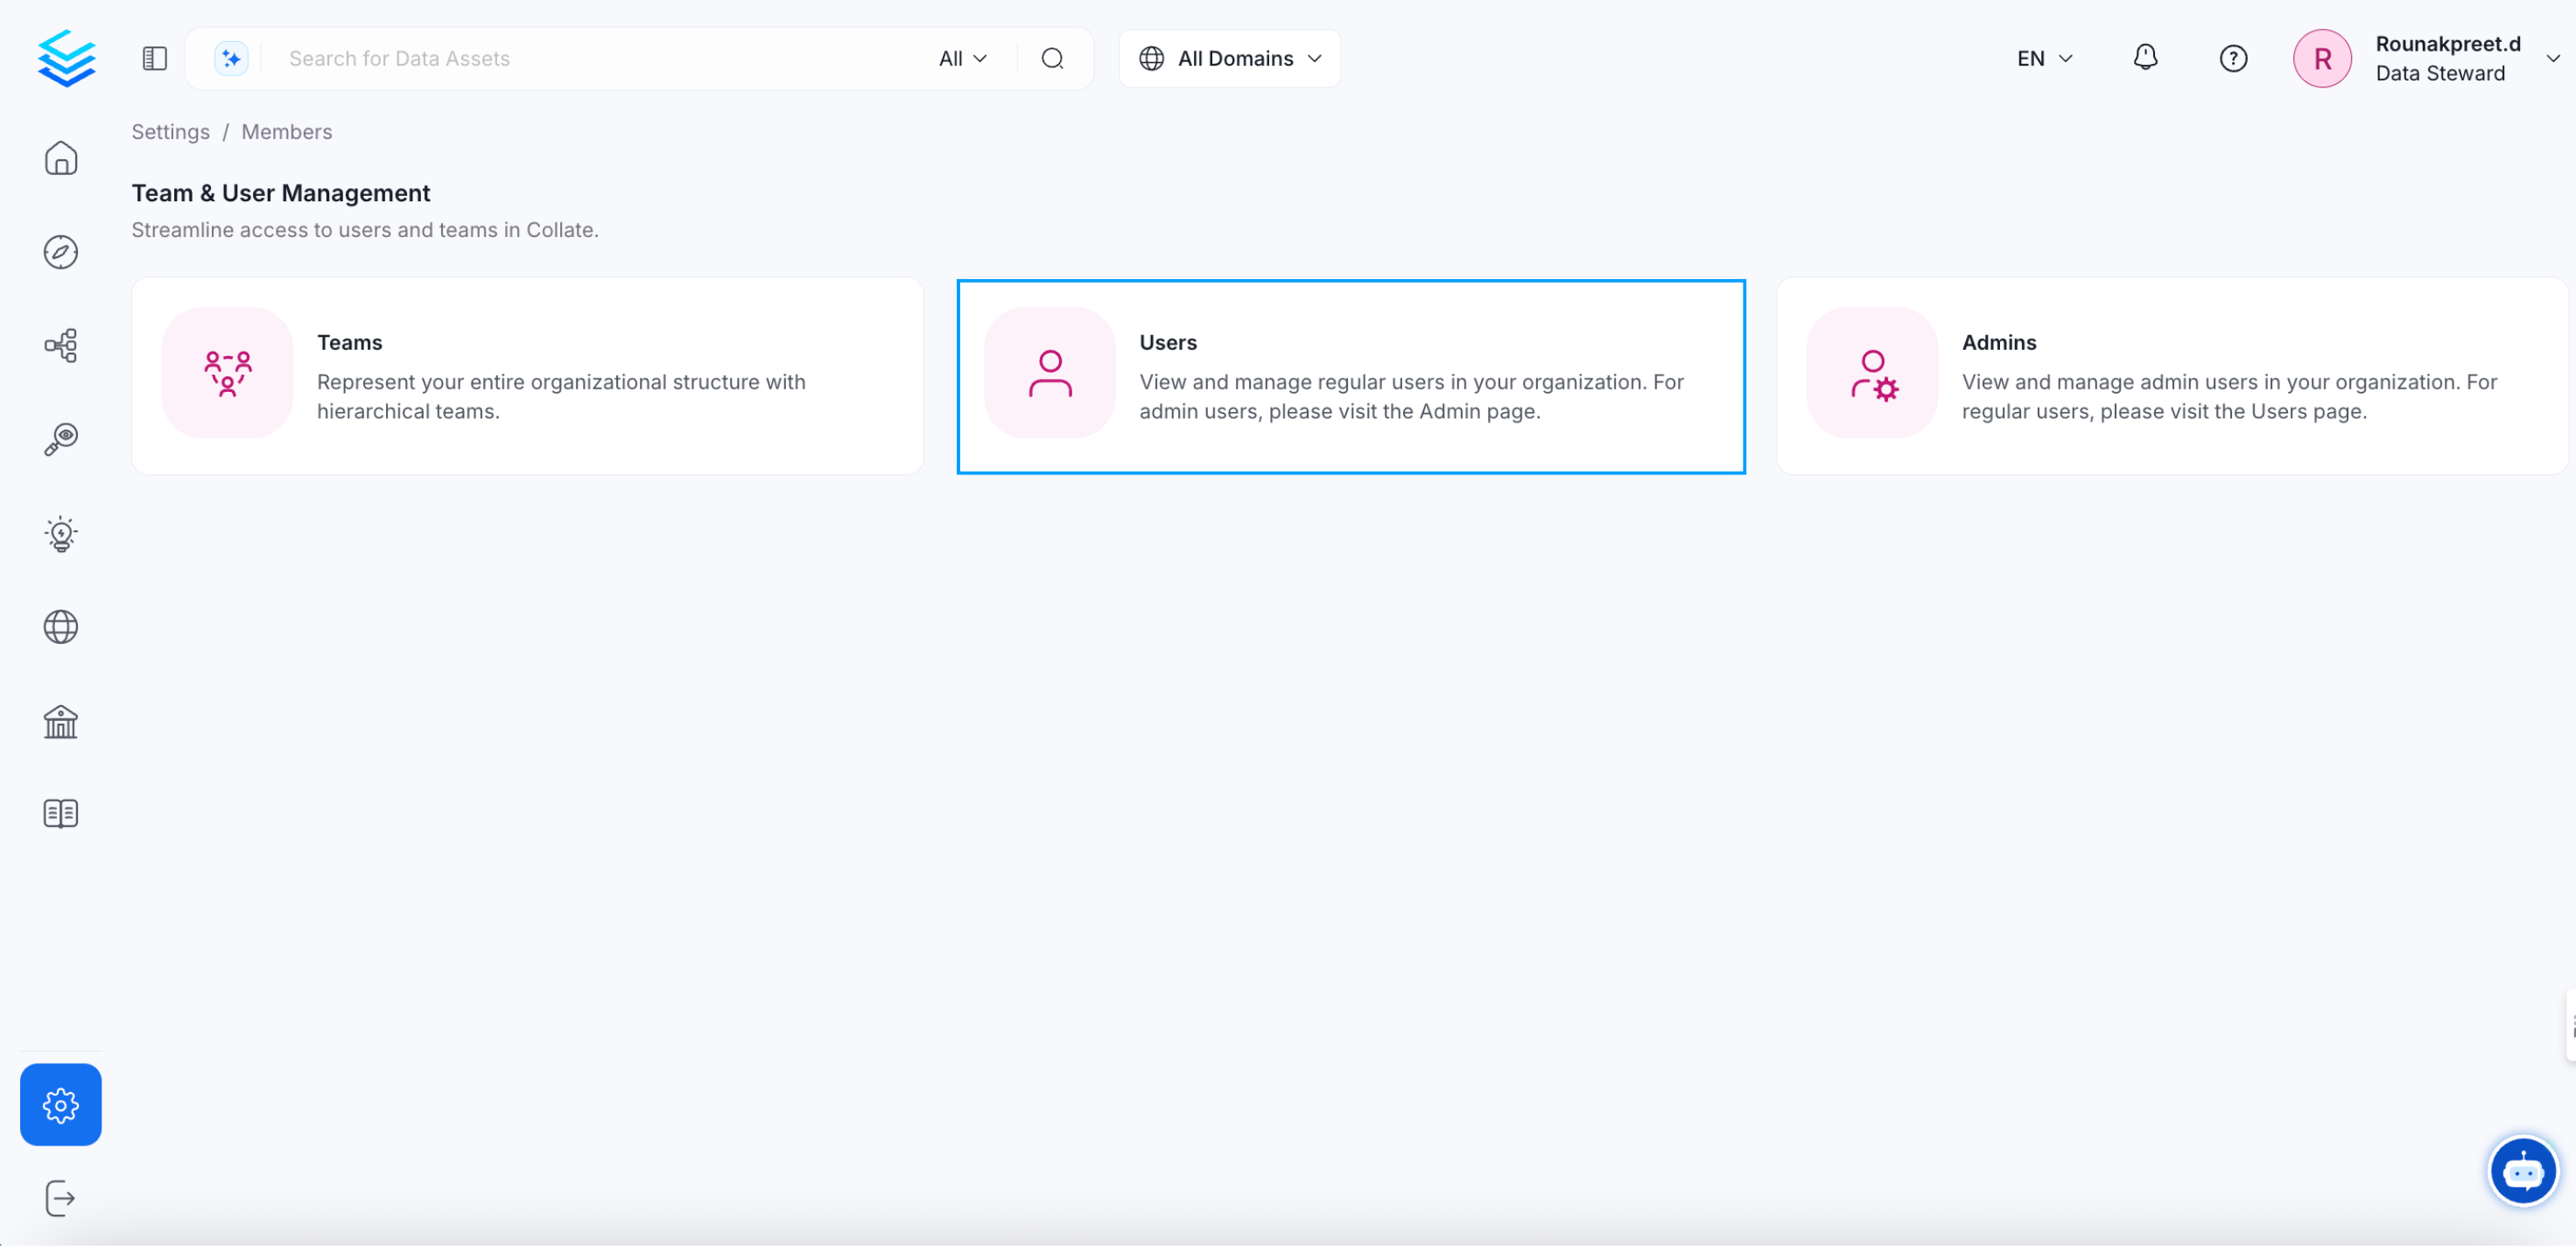 Search for Data Assets
All
All Domains
EN
R
Rounakpreet.d
Data Steward
Settings / Members
Team & User Management
Streamline access to users and teams in Collate.
Teams
Represent your entire organizational structure with
hierarchical teams.
Users
View and manage regular users in your organization. For
admin users, please visit the Admin page.
Admins
View and manage admin users in your organization. For
regular users, please visit the Users page.